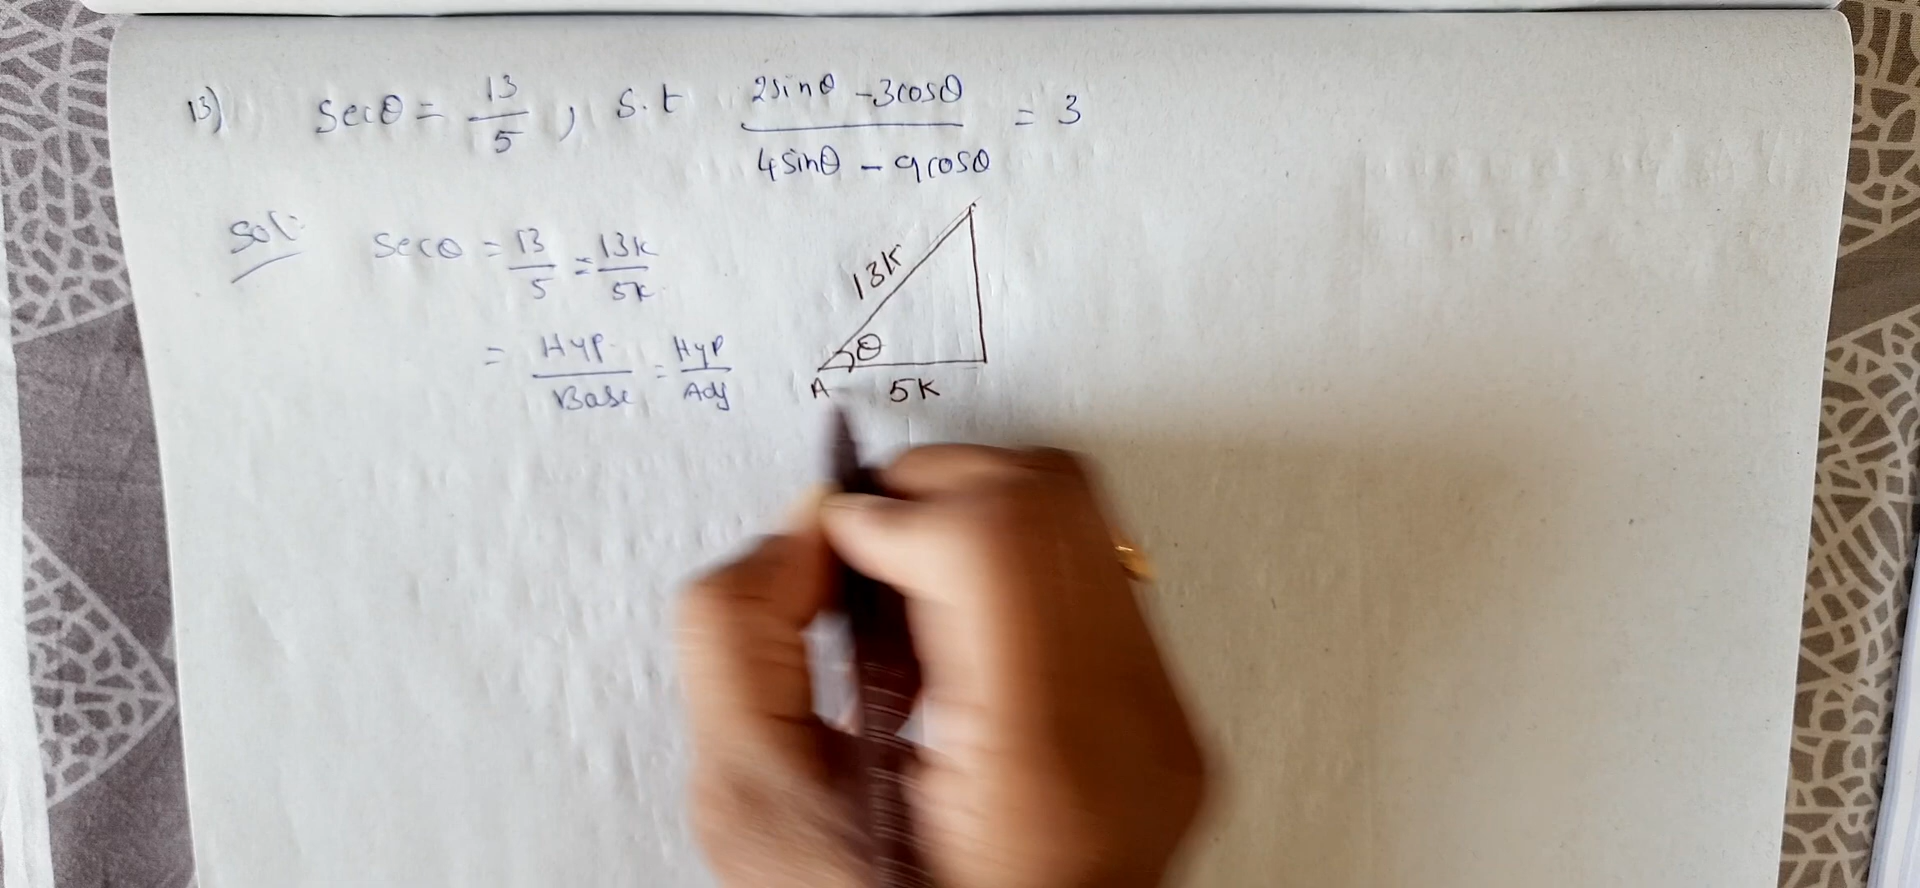 13) secθ = 13/5, s.t (2sinθ - 3cosθ)/(4sinθ - 9cosθ) = 3
Sol: secθ = 13/5 = 13k/5k
= Hyp/Base = Hyp/Adj
13k
θ
A 5k